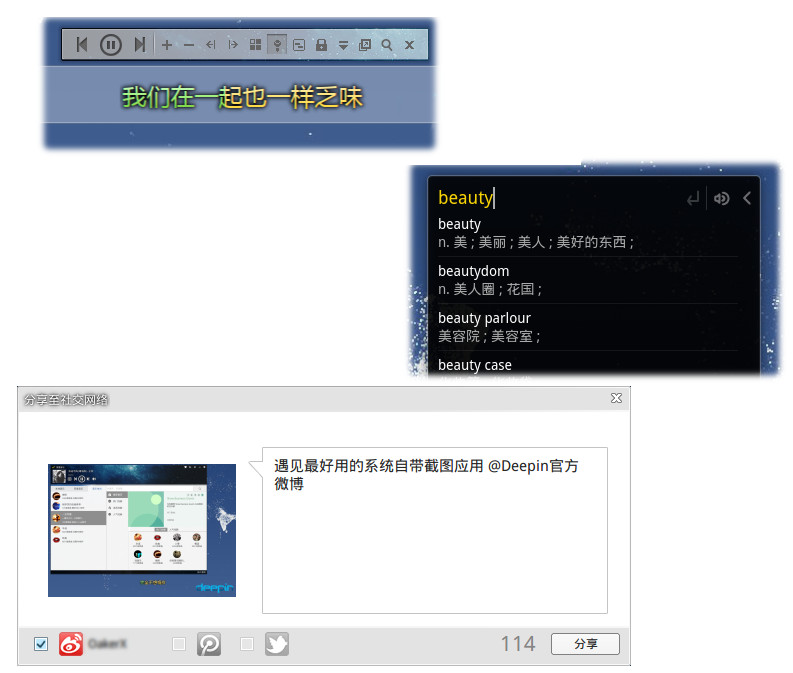 我们在一起也一样乏味
beauty
beauty
n. 美 ; 美丽 ; 美人 ; 美好的东西 ;
beautydom
n. 美人圈 ; 花国 ;
beauty parlour
美容院 ; 美容室 ;
beauty case
分享至社交网络
遇见最好用的系统自带截图应用 @Deepin官方
微博
deepin
114
分享